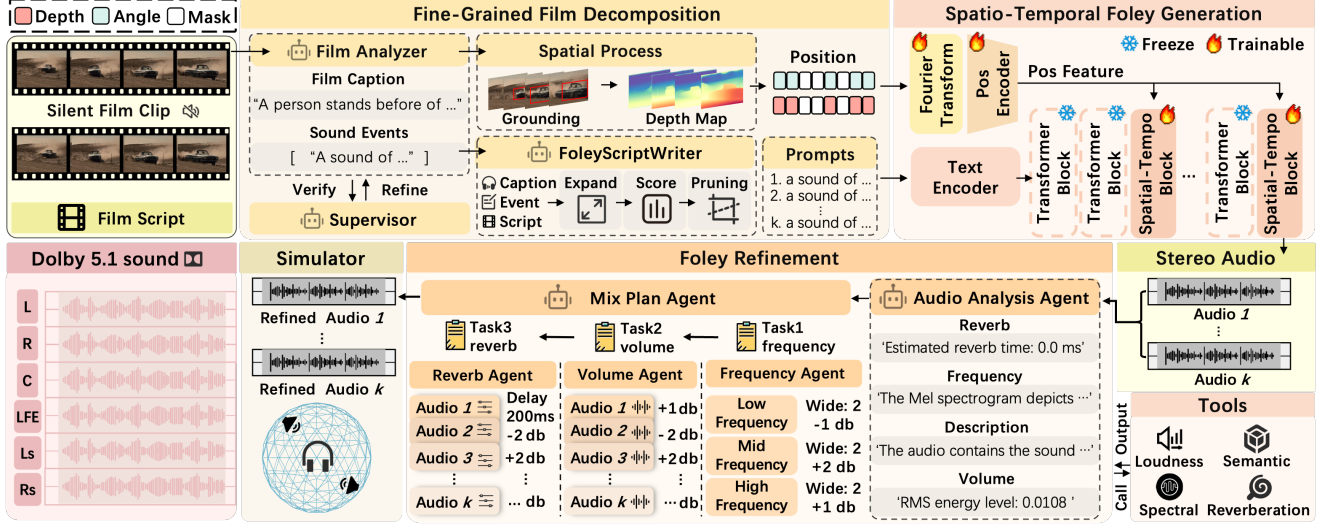 Depth Angle Mask
Silent Film Clip
Film Script
Fine-Grained Film Decomposition
Film Analyzer
Film Caption
“A person stands before of ...”
Sound Events
[ “A sound of ...” ]
Verify Refine
Supervisor
Spatial Process
Grounding Depth Map
FoleyScriptWriter
Caption Expand Score Pruning
Event
Script
Position
Prompts
1. a sound of ...
2. a sound of ...
⋮
k. a sound of ...
Spatio-Temporal Foley Generation
Freeze Trainable
Fourier Transform
Pos Encoder
Pos Feature
Text
Encoder
Transformer Block
Transformer Block
Spatial-Tempo Block
...
Transformer Block
Spatial-Tempo Block
Dolby 5.1 sound
L
R
C
LFE
Ls
Rs
Simulator
Refined Audio 1
⋮
Refined Audio k
Foley Refinement
Mix Plan Agent
Task3 reverb
Task2 volume
Task1 frequency
Reverb Agent
Audio 1 Delay 200ms
Audio 2 -2 db
Audio 3 +2 db
⋮ ⋮
Audio k ... db
Volume Agent
Audio 1 +1 db
Audio 2 -2 db
Audio 3 +2 db
⋮ ⋮
Audio k ... db
Frequency Agent
Low Frequency Wide: 2 -1 db
Mid Frequency Wide: 2 +2 db
High Frequency Wide: 2 +1 db
Audio Analysis Agent
Reverb
‘Estimated reverb time: 0.0 ms’
Frequency
‘The Mel spectrogram depicts ···’
Description
‘The audio contains the sound ···’
Volume
‘RMS energy level: 0.0108 ’
Stereo Audio
Audio 1
⋮
Audio k
Call Output
Tools
Loudness Semantic
Spectral Reverberation